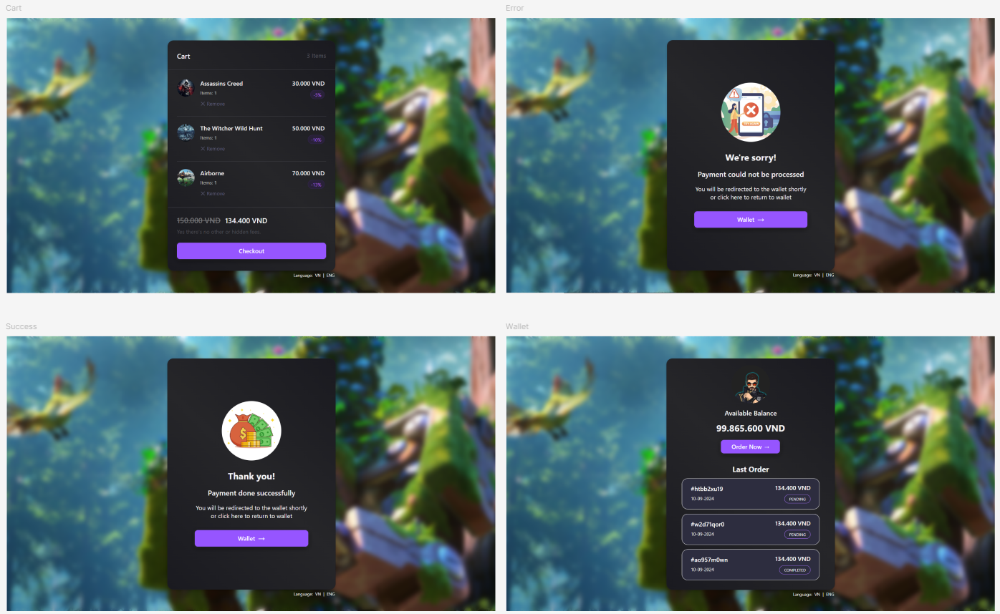 Cart
Cart
3 Items
Assassins Creed
30.000 VND
Items: 1
-5%
✕ Remove
The Witcher Wild Hunt
50.000 VND
Items: 1
-10%
✕ Remove
Airborne
70.000 VND
Items: 1
-13%
✕ Remove
150.000 VND 134.400 VND
Yes there's no other or hidden fees.
Checkout
Language: VN | ENG
Error
TRY AGAIN
We're sorry!
Payment could not be processed
You will be redirected to the wallet shortly
or click here to return to wallet
Wallet →
Language: VN | ENG
Success
$
Thank you!
Payment done successfully
You will be redirected to the wallet shortly
or click here to return to wallet
Wallet →
Language: VN | ENG
Wallet
Available Balance
99.865.600 VND
Order Now →
Last Order
#htbb2xu19
134.400 VND
10-09-2024
PENDING
#w2d71qor0
134.400 VND
10-09-2024
PENDING
#ao957m0wn
134.400 VND
10-09-2024
COMPLETED
Language: VN | ENG